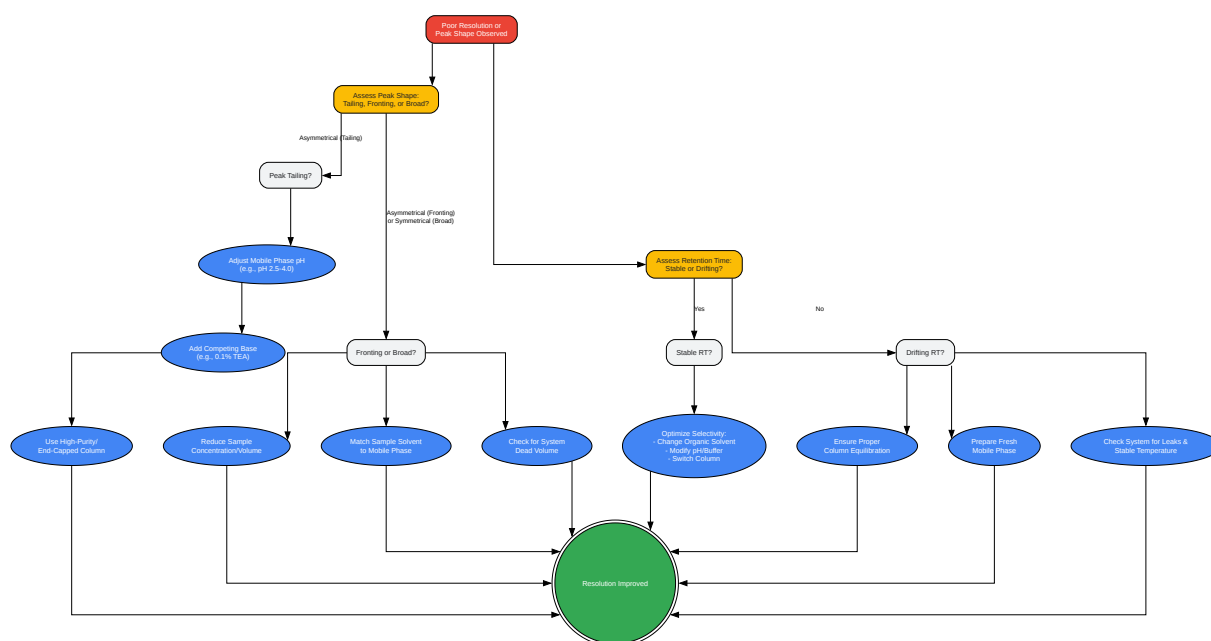 Poor Resolution or
Peak Shape Observed
Assess Peak Shape:
Tailing, Fronting, or Broad?
Asymmetrical (Tailing)
Peak Tailing?
Asymmetrical (Fronting)
or Symmetrical (Broad)
Adjust Mobile Phase pH
(e.g., pH 2.5-4.0)
Assess Retention Time:
Stable or Drifting?
Yes
No
Add Competing Base
(e.g., 0.1% TEA)
Fronting or Broad?
Stable RT?
Drifting RT?
Use High-Purity/
End-Capped Column
Reduce Sample
Concentration/Volume
Match Sample Solvent
to Mobile Phase
Check for System
Dead Volume
Optimize Selectivity:
- Change Organic Solvent
- Modify pH/Buffer
- Switch Column
Ensure Proper
Column Equilibration
Prepare Fresh
Mobile Phase
Check System for Leaks &
Stable Temperature
Resolution Improved